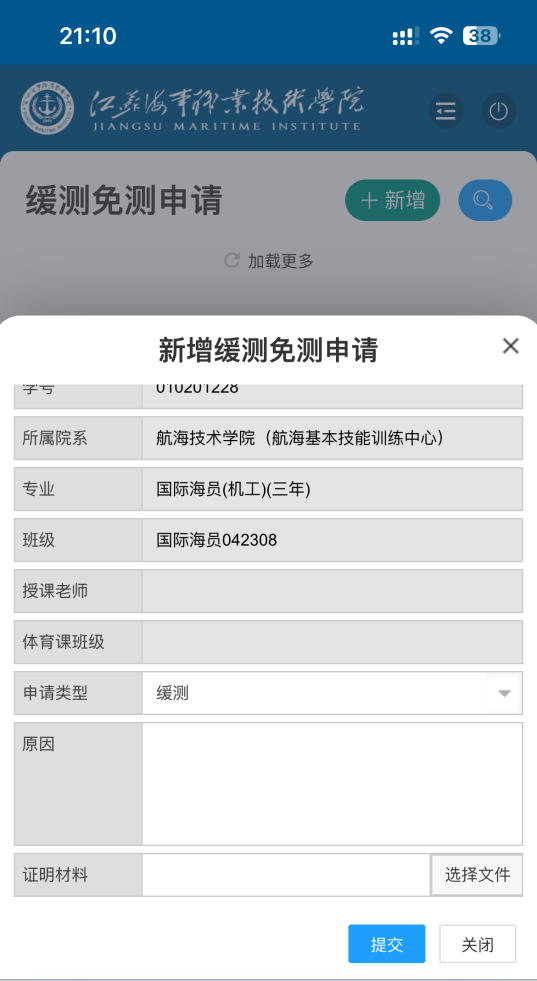 21:10
38
江苏海事职业技术学院
JIANGSU MARITIME INSTITUTE
缓测免测申请
新增
加载更多
新增缓测免测申请
学号 010201228
所属院系 航海技术学院（航海基本技能训练中心）
专业 国际海员(机工)(三年)
班级 国际海员042308
授课老师
体育课班级
申请类型 缓测
原因
证明材料 选择文件
提交 关闭